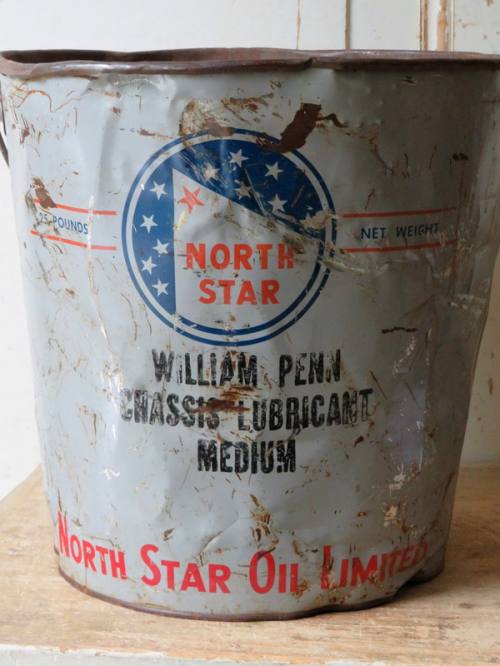 25 POUNDS
NET WEIGHT
NORTH
STAR
WILLIAM PENN
CHASSIS LUBRICANT
MEDIUM
NORTH STAR OIL LIMITED